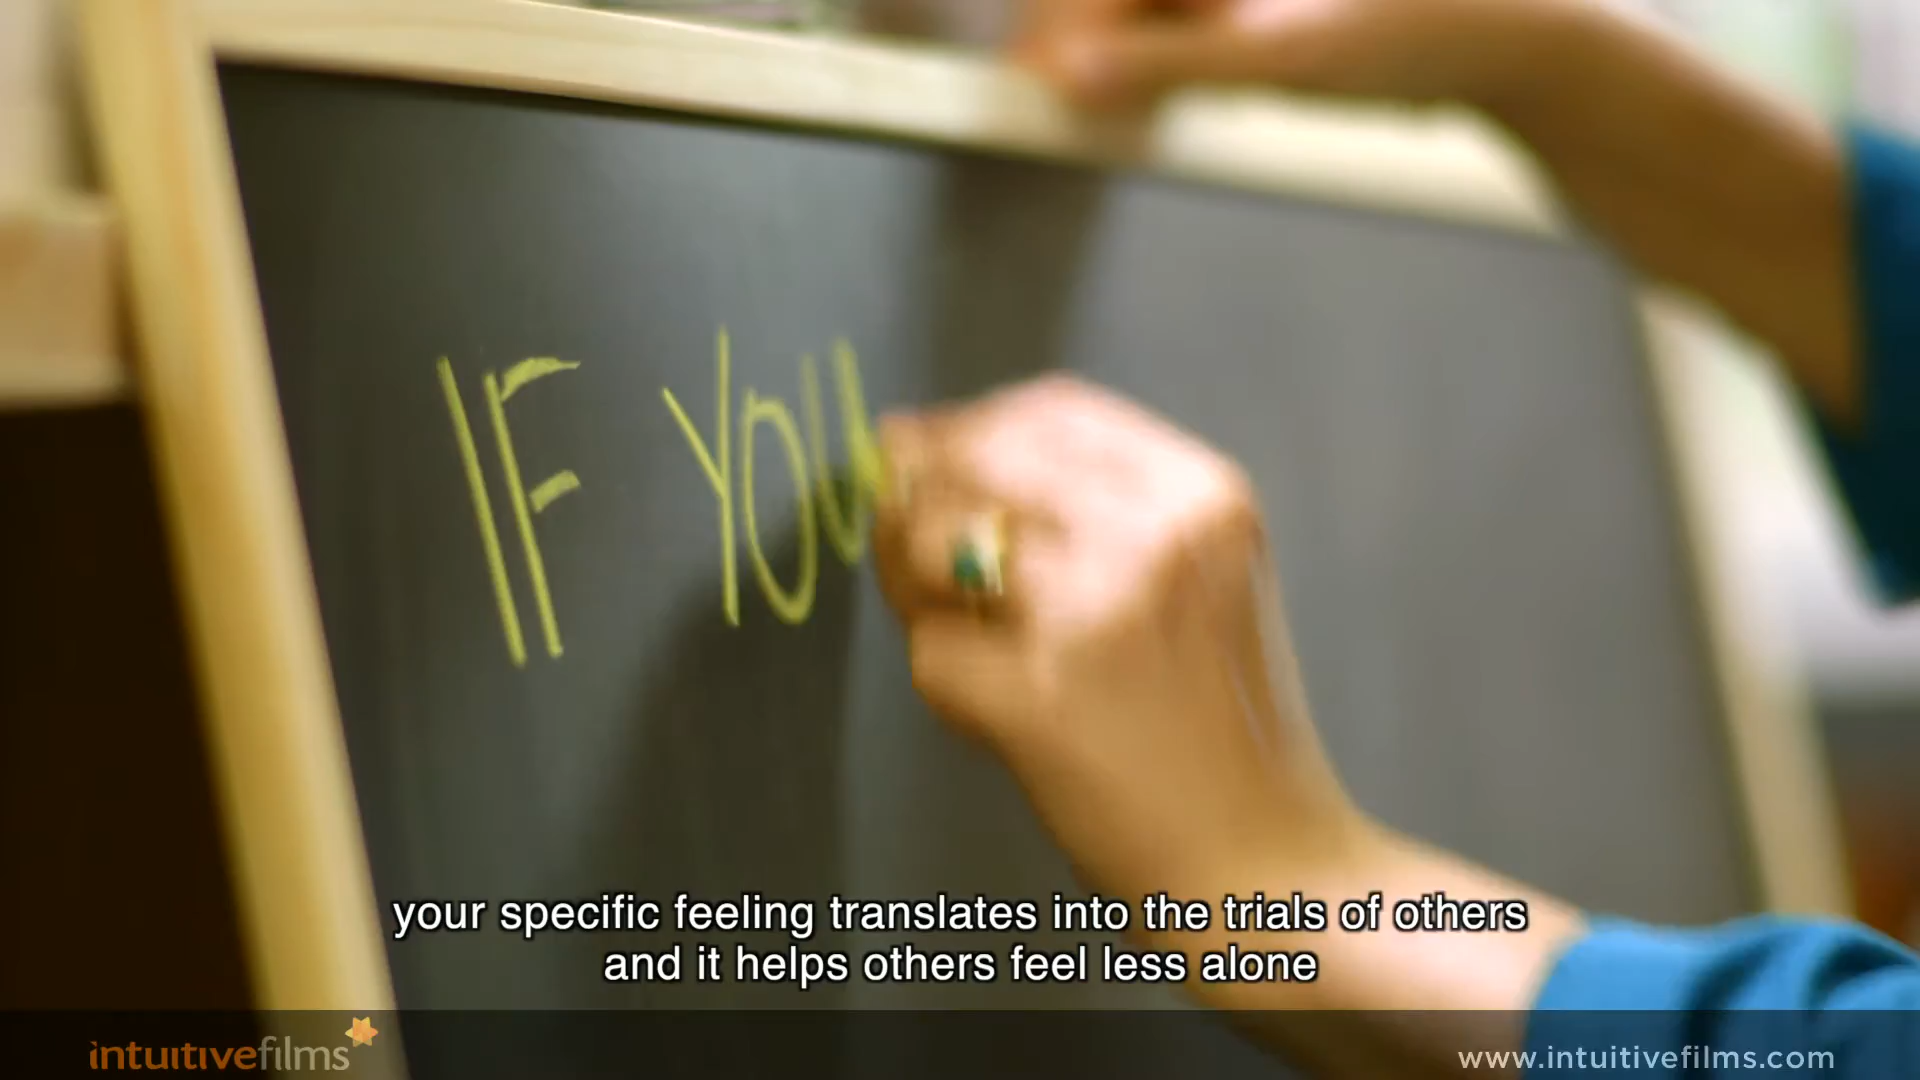 IF YOU
your specific feeling translates into the trials of others
and it helps others feel less alone
intuitivefilms
www.intuitivefilms.com